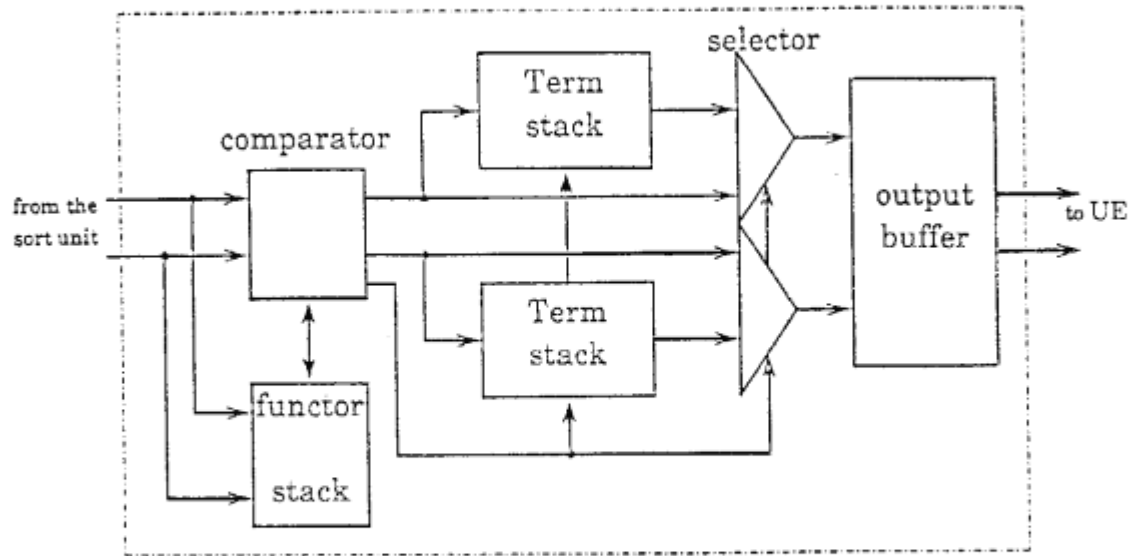 selector
Term
stack
comparator
from the
sort unit
output
buffer
to UE
Term
stack
functor
stack